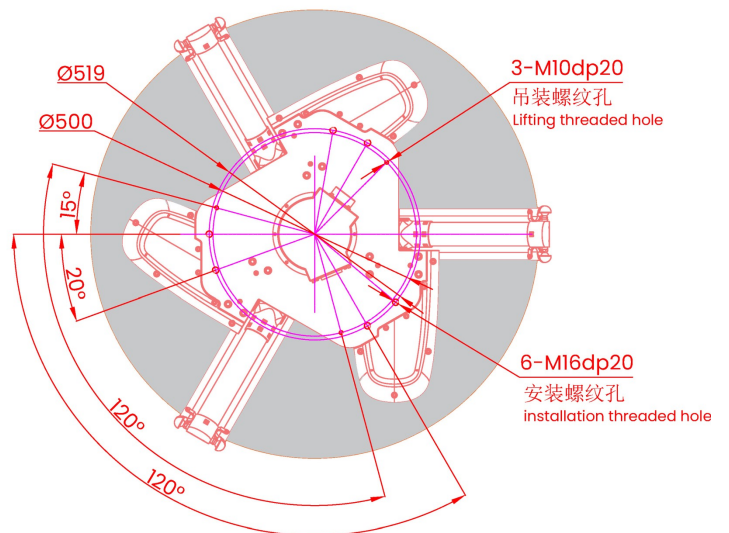 Ø519
Ø500
15°
20°
120°
120°
3-M10dp20
吊装螺纹孔
Lifting threaded hole
6-M16dp20
安装螺纹孔
installation threaded hole